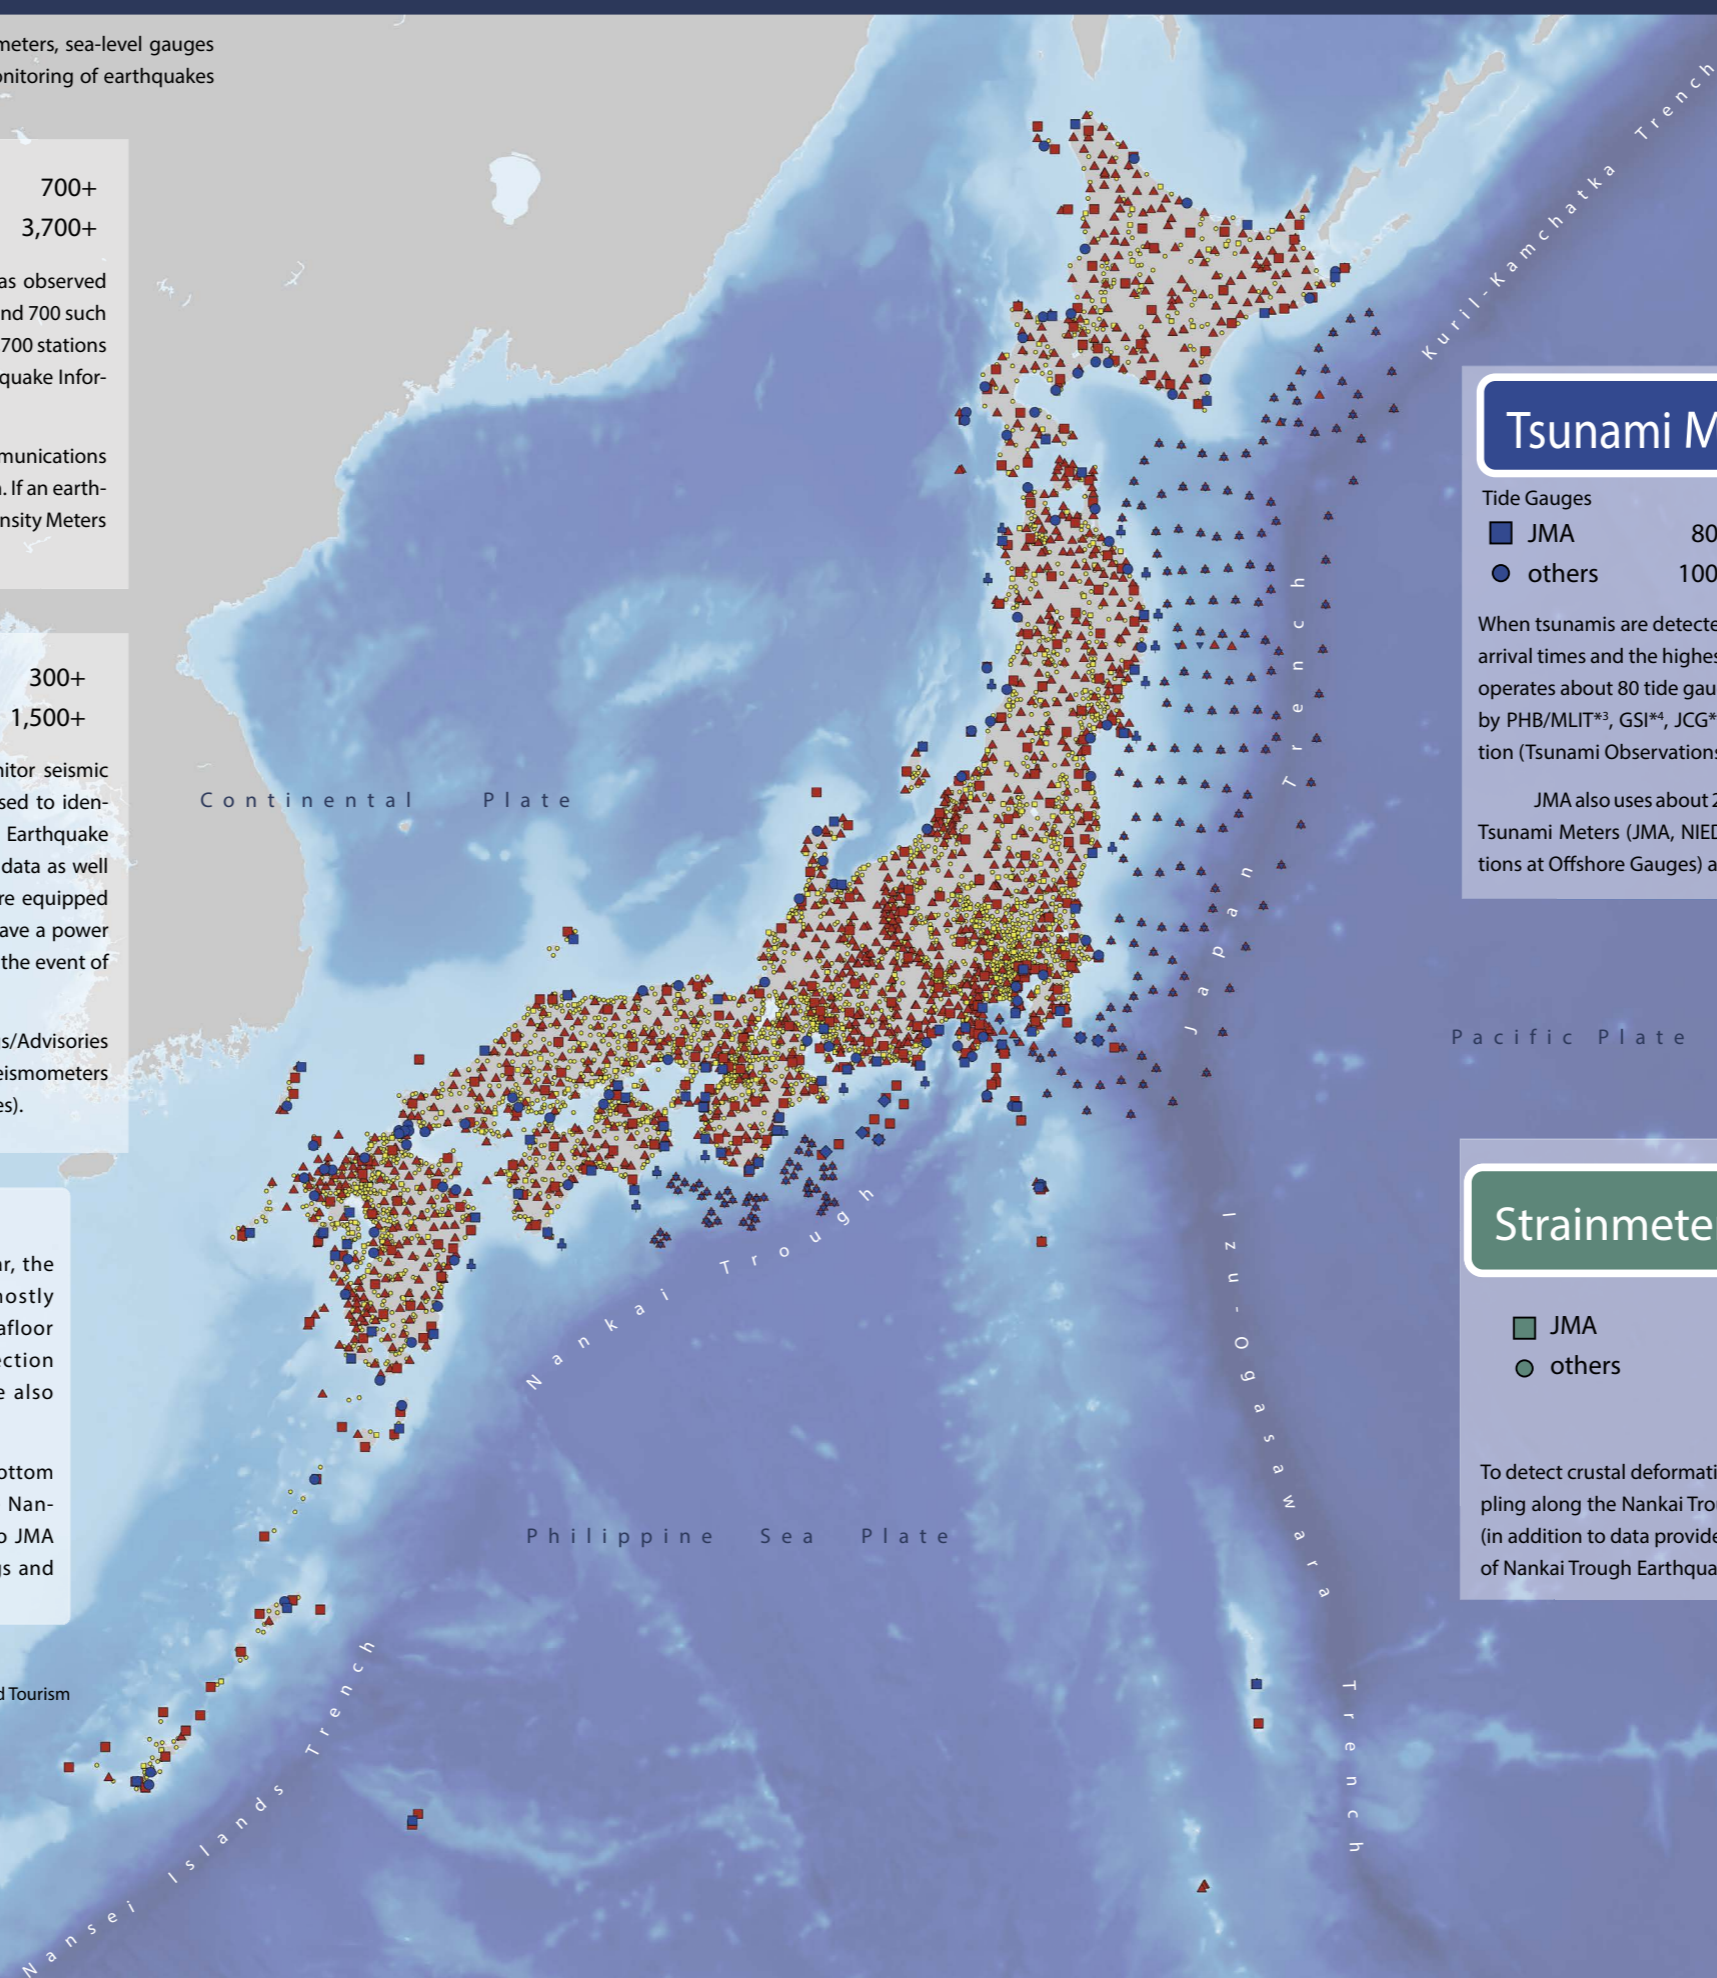 meters, sea-level gauges
onitoring of earthquakes
700+
3,700+
as observed
nd 700 such
700 stations
quake Infor-
munications
. If an earth-
nsity Meters
300+
1,500+
nitor seismic
sed to iden-
Earthquake
data as well
re equipped
ave a power
the event of
s/Advisories
eismometers
es).
ar, the
mostly
afloor
ection
e also
ottom
Nan-
o JMA
gs and
d Tourism
Continental Plate
Kuril-Kamchatka Trench
Japan Trench
Pacific Plate
Nankai Trough
Izu-Ogasawara Trench
Philippine Sea Plate
Nansei Islands Trench
Tsunami M
Tide Gauges
JMA 80
others 100
When tsunamis are detecte
arrival times and the highes
operates about 80 tide gau
by PHB/MLIT*3, GSI*4, JCG*
tion (Tsunami Observations
JMA also uses about 2
Tsunami Meters (JMA, NIED
tions at Offshore Gauges) a
Strainmete
JMA
others
To detect crustal deformati
pling along the Nankai Trou
(in addition to data provide
of Nankai Trough Earthqua